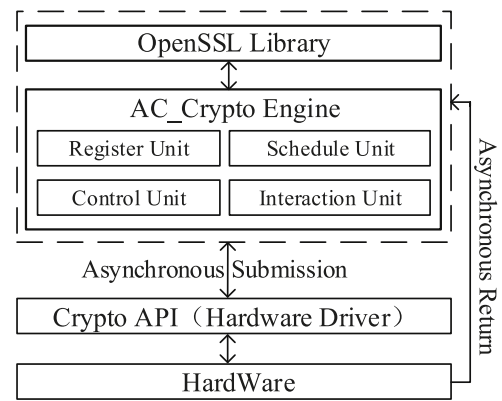 OpenSSL Library
AC_Crypto Engine
Register Unit
Schedule Unit
Control Unit
Interaction Unit
Asynchronous Submission
Asynchronous Return
Crypto API（Hardware Driver）
HardWare